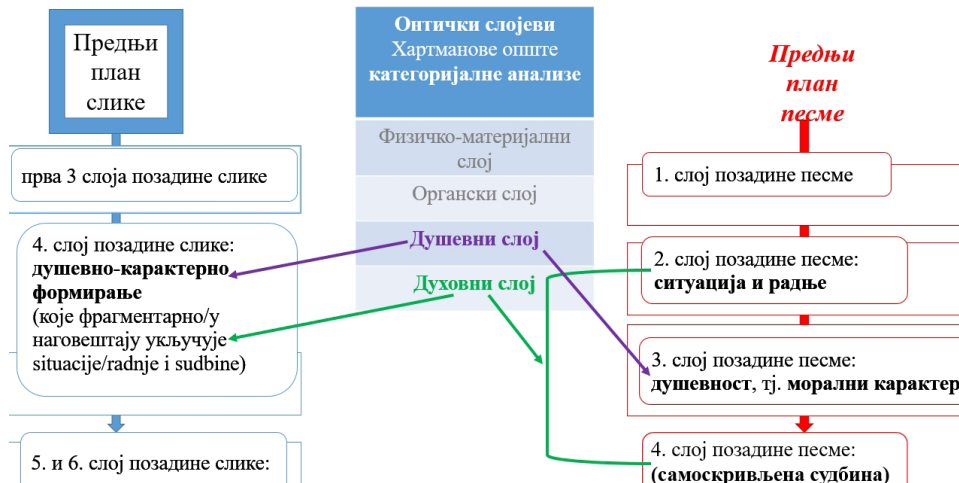 Предњи
план
слике
прва 3 слоја позадине слике
4. слој позадине слике:
душевно-карактерно
формирање
(које фрагментарно/у
наговештају укључује
situacije/radnje i sudbine)
5. и 6. слој позадине слике:
Онтички слојеви
Хартманове опште
категоријалне анализе
Физичко-материјални
слој
Органски слој
Душевни слој
Духовни слој
Предњи
план
песме
1. слој позадине песме
2. слој позадине песме:
ситуација и радње
3. слој позадине песме:
душевност, тј. морални карактер
4. слој позадине песме:
(самоскривљена судбина)